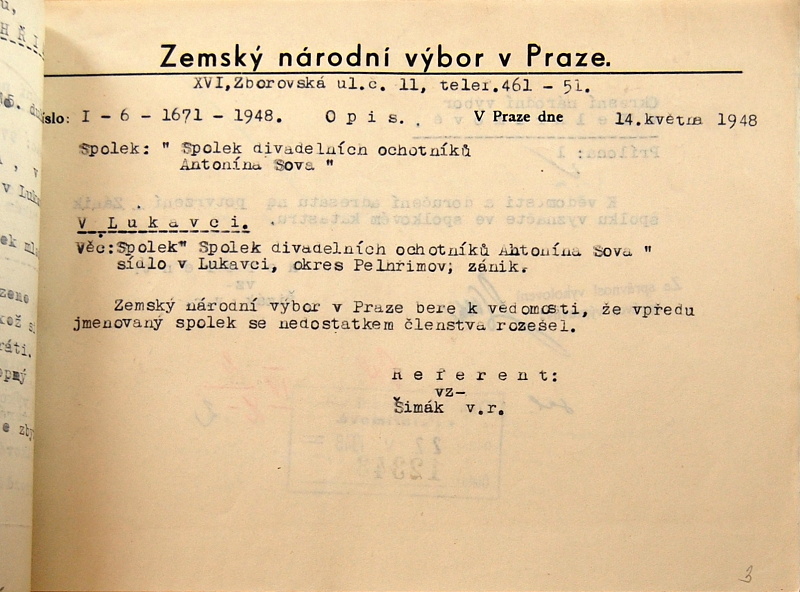 Zemský národní výbor v Praze.
XVI,Zborovská ul.č. 11, telef.461 - 51.
íslo: I - 6 - 1671 - 1948. O p i s. . V Praze dne 14.května 1948
Spolek: " Spolek divadelních ochotníků
Antonína Sova "
V L u k a v c i.
Věc:Spolek" Spolek divadelních ochotníků Antonína Sova "
sídlo v Lukavci, okres Pelhřimov; zánik.
Zemský národní výbor v Praze bere k vědomosti, že vpředu
jmenovaný spolek se nedostatkem členstva rozešel.
R e f e r e n t:
vz-
Šimák v.r.
3